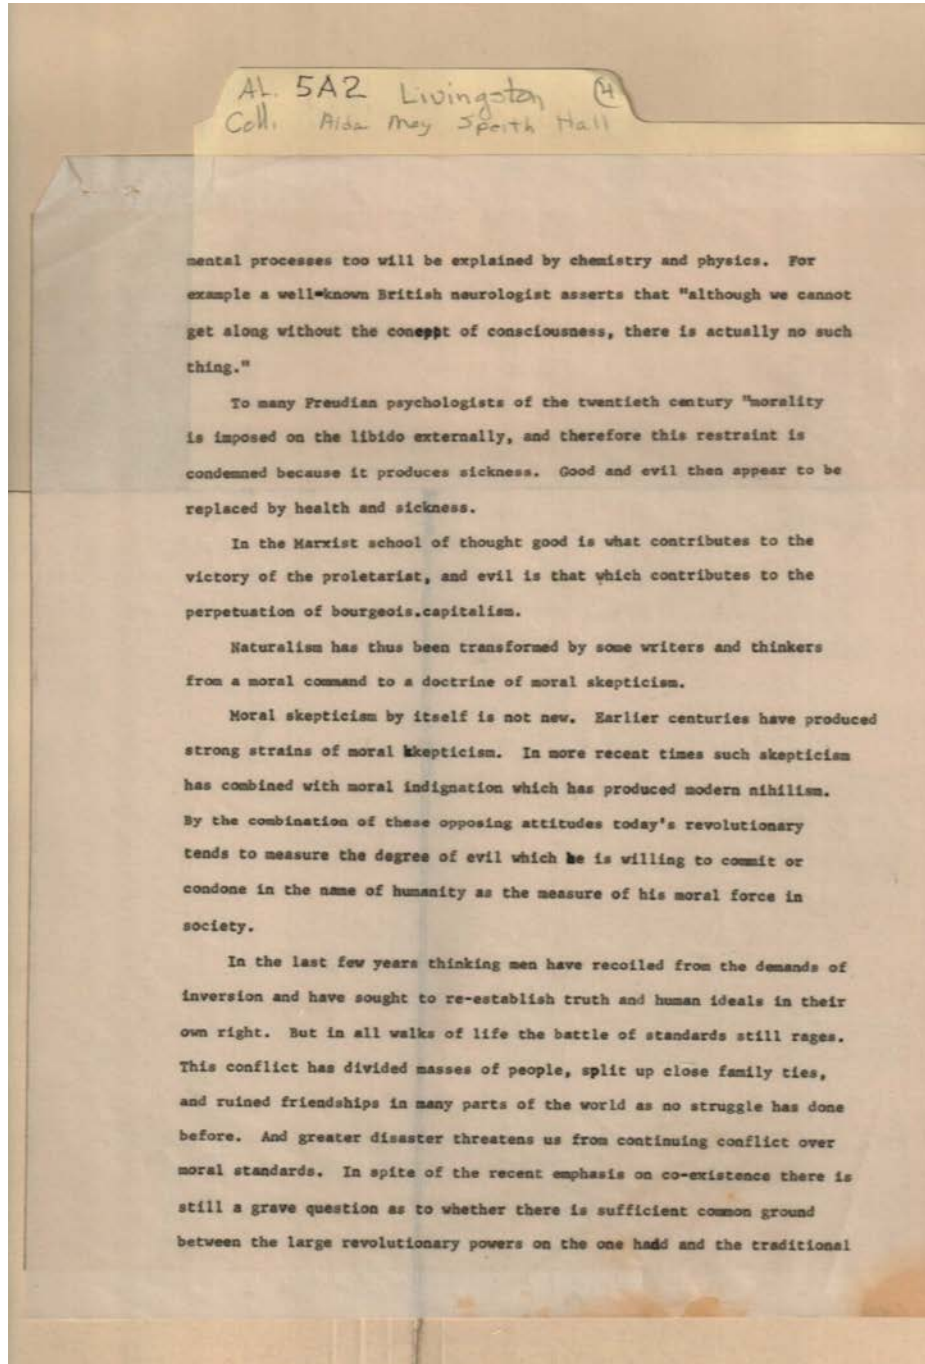 AL. 5A2 Livingston 4
Coll. Alda May Speith Hall
mental processes too will be explained by chemistry and physics. For
example a well-known British neurologist asserts that "although we cannot
get along without the coneppt of consciousness, there is actually no such
thing."
To many Freudian psychologists of the twentieth century "morality
is imposed on the libido externally, and therefore this restraint is
condemned because it produces sickness. Good and evil then appear to be
replaced by health and sickness.
In the Marxist school of thought good is what contributes to the
victory of the proletariat, and evil is that which contributes to the
perpetuation of bourgeois.capitalism.
Naturalism has thus been transformed by some writers and thinkers
from a moral command to a doctrine of moral skepticism.
Moral skepticism by itself is not new. Earlier centuries have produced
strong strains of moral kkepticism. In more recent times such skepticism
has combined with moral indignation which has produced modern nihilism.
By the combination of these opposing attitudes today's revolutionary
tends to measure the degree of evil which he is willing to commit or
condone in the name of humanity as the measure of his moral force in
society.
In the last few years thinking men have recoiled from the demands of
inversion and have sought to re-establish truth and human ideals in their
own right. But in all walks of life the battle of standards still rages.
This conflict has divided masses of people, split up close family ties,
and ruined friendships in many parts of the world as no struggle has done
before. And greater disaster threatens us from continuing conflict over
moral standards. In spite of the recent emphasis on co-existence there is
still a grave question as to whether there is sufficient common ground
between the large revolutionary powers on the one hadd and the traditional